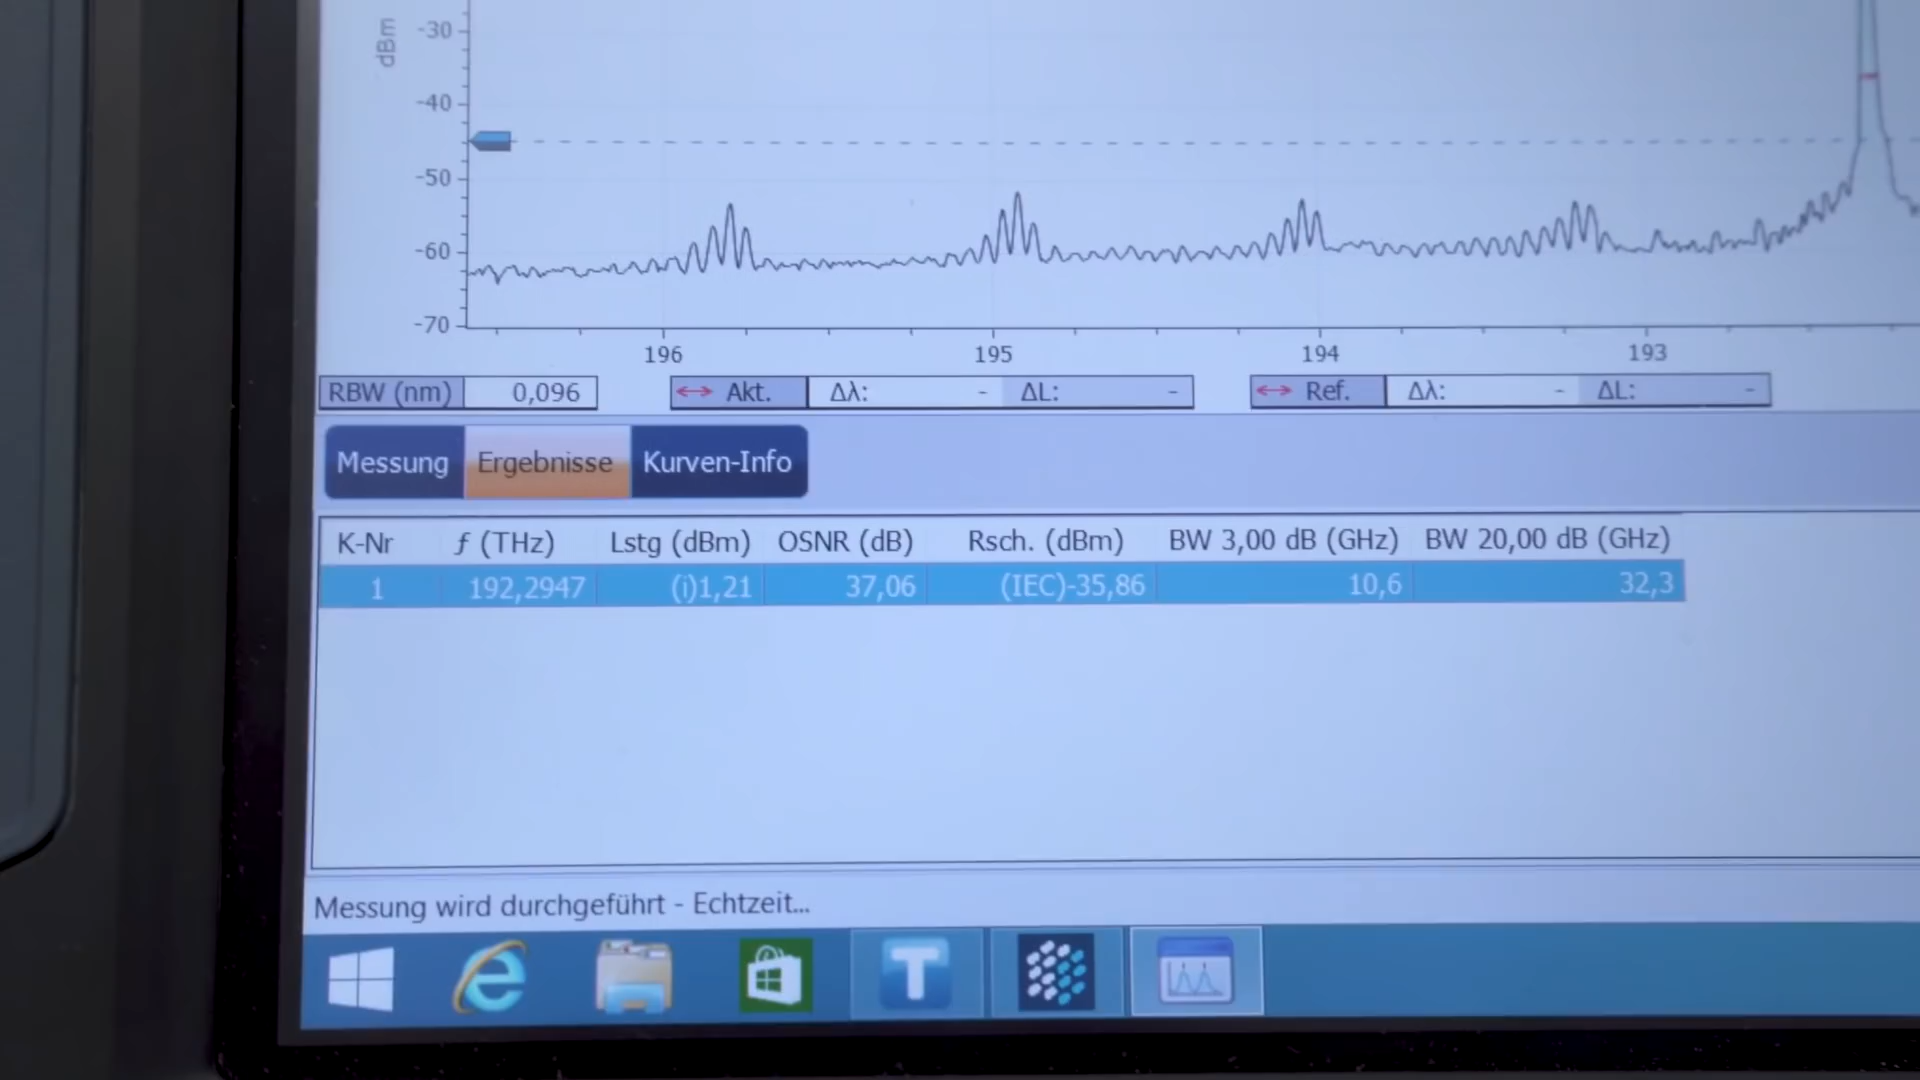 dBm
-30
-40
-50
-60
-70
196 195 194 193
RBW (nm) 0,096 Akt. Δλ: - ΔL: - Ref. Δλ: - ΔL: -
Messung Ergebnisse Kurven-Info
K-Nr f (THz) Lstg (dBm) OSNR (dB) Rsch. (dBm) BW 3,00 dB (GHz) BW 20,00 dB (GHz)
1 192,2947 (i)1,21 37,06 (IEC)-35,86 10,6 32,3
Messung wird durchgeführt - Echtzeit...
T